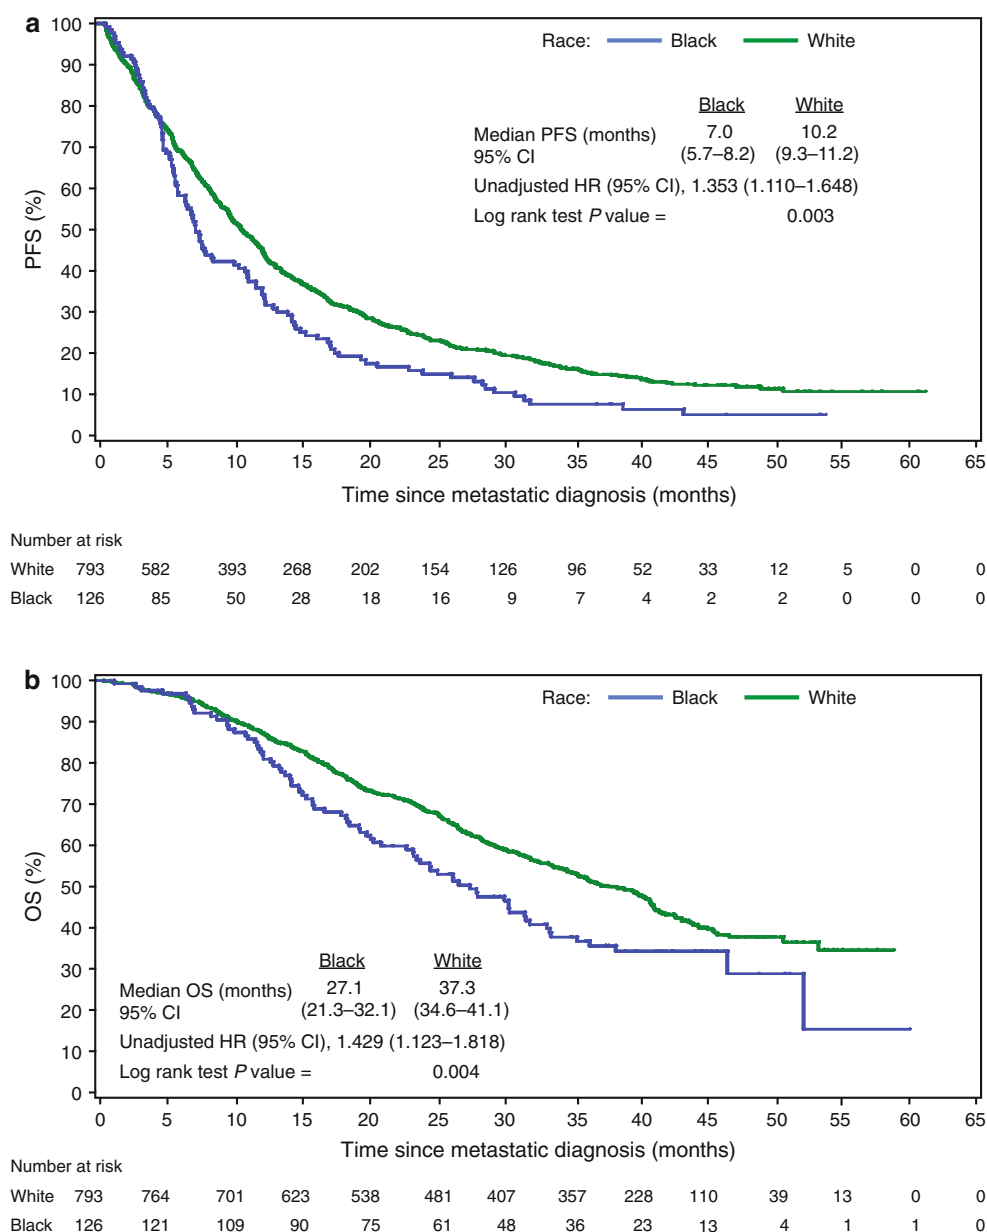 a
Race: Black White
100
90
80
70
60
50
40
30
20
10
0
PFS (%)
Black White
Median PFS (months) 7.0 10.2
95% CI (5.7–8.2) (9.3–11.2)
Unadjusted HR (95% CI), 1.353 (1.110–1.648)
Log rank test P value = 0.003
0 5 10 15 20 25 30 35 40 45 50 55 60 65
Time since metastatic diagnosis (months)
Number at risk
White 793 582 393 268 202 154 126 96 52 33 12 5 0 0
Black 126 85 50 28 18 16 9 7 4 2 2 0 0 0
b
Race: Black White
100
90
80
70
60
50
40
30
20
10
0
OS (%)
Black White
Median OS (months) 27.1 37.3
95% CI (21.3–32.1) (34.6–41.1)
Unadjusted HR (95% CI), 1.429 (1.123–1.818)
Log rank test P value = 0.004
0 5 10 15 20 25 30 35 40 45 50 55 60 65
Time since metastatic diagnosis (months)
Number at risk
White 793 764 701 623 538 481 407 357 228 110 39 13 0 0
Black 126 121 109 90 75 61 48 36 23 13 4 1 1 0